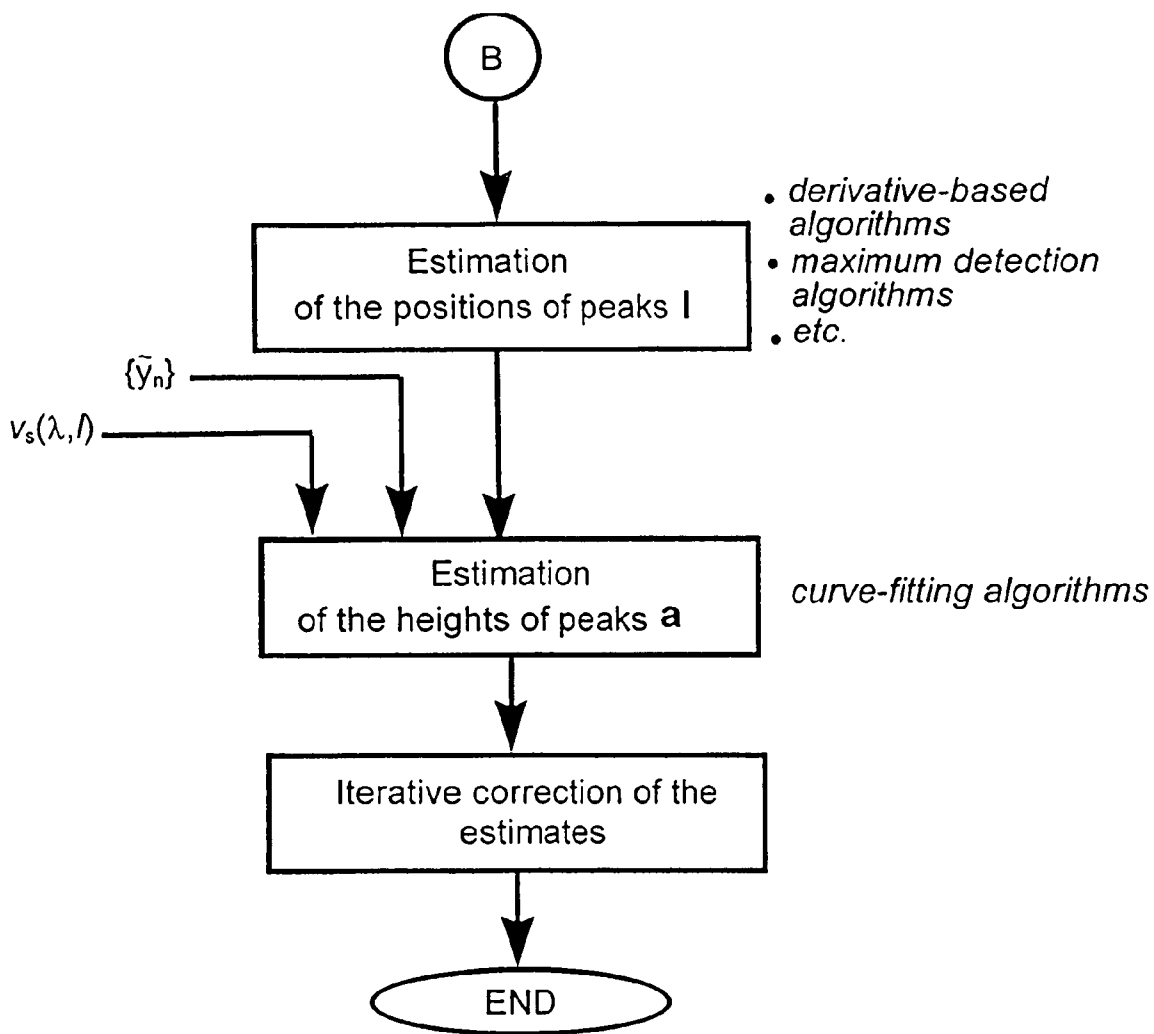 B
Estimation
of the positions of peaks l
• derivative-based
algorithms
• maximum detection
algorithms
• etc.
{ỹₙ}
vₛ(λ,l)
Estimation
of the heights of peaks a
curve-fitting algorithms
Iterative correction of the
estimates
END